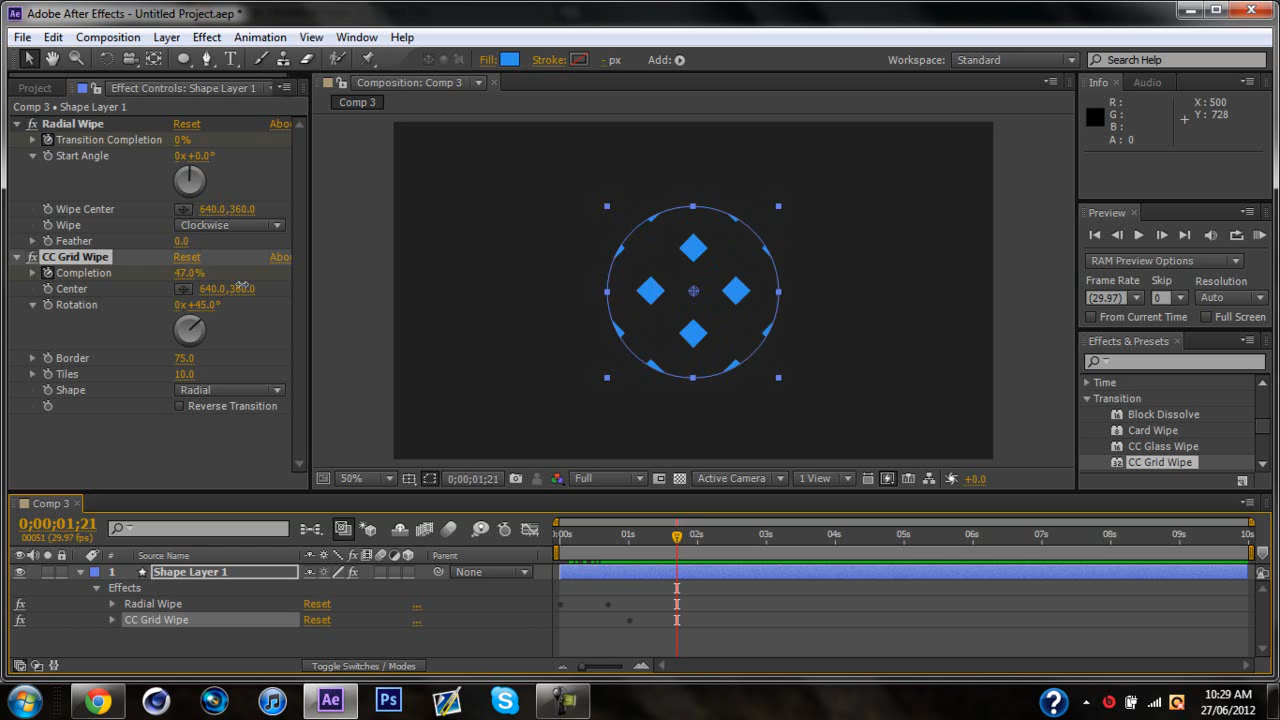 Adobe After Effects - Untitled Project.aep *
File Edit Composition Layer Effect Animation View Window Help
Fill: Stroke: - px Add: Workspace: Standard Search Help
Project Effect Controls: Shape Layer 1 Composition: Comp 3 Info Audio
Comp 3 • Shape Layer 1 Comp 3
R: X: 500
G: Y: 728
B:
A: 0
Radial Wipe Reset Abou
Transition Completion 0%
Start Angle 0x +0.0°
Wipe Center 640.0,360.0
Wipe Clockwise
Feather 0.0
CC Grid Wipe Reset Abou
Completion 47.0%
Center 640.0,360.0
Rotation 0x +45.0°
Border 75.0
Tiles 10.0
Shape Radial
Reverse Transition
Preview
RAM Preview Options
Frame Rate Skip Resolution
(29.97) 0 Auto
From Current Time Full Screen
Effects & Presets
Time
Transition
Block Dissolve
Card Wipe
CC Glass Wipe
CC Grid Wipe
50% 0;00;01;21 Full Active Camera 1 View +0.0
Comp 3
0;00;01;21
00051 (29.97 fps)
0:00s 01s 02s 03s 04s 05s 06s 07s 08s 09s 10s
# Source Name Parent
1 Shape Layer 1 None
Effects
Radial Wipe Reset ...
CC Grid Wipe Reset ...
Toggle Switches / Modes
10:29 AM
27/06/2012